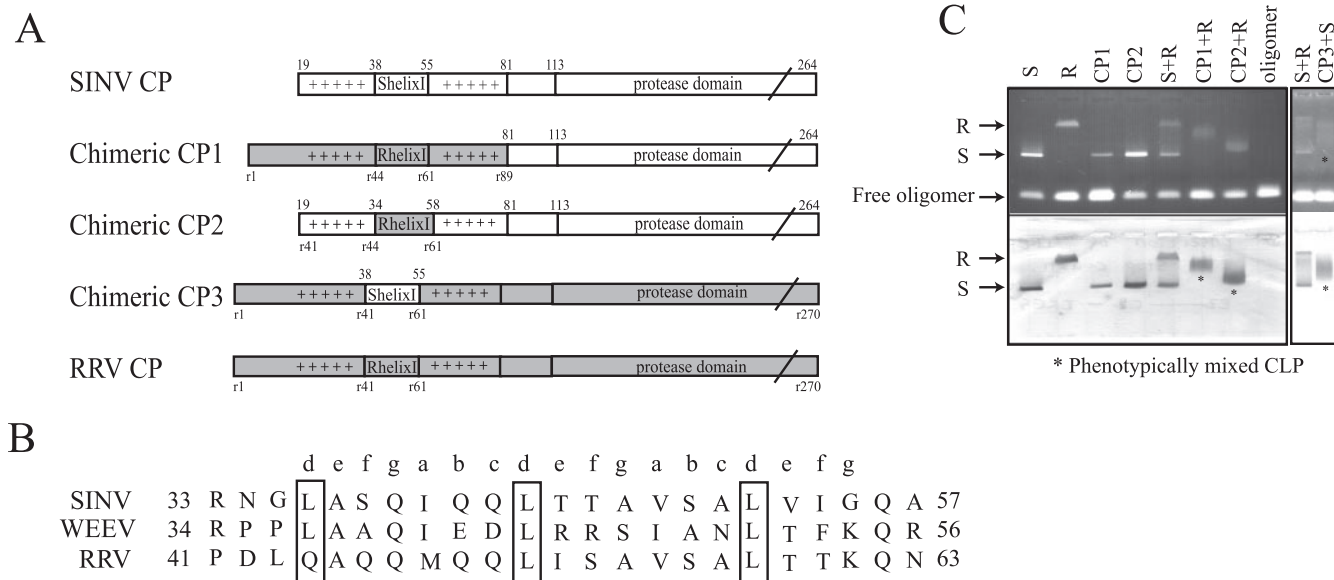 A
SINV CP
19 38 55 81 113 264
+++++ ShelixI +++++ protease domain
Chimeric CP1
81 113 264
+++++ RhelixI +++++ protease domain
r1 r44 r61 r89
Chimeric CP2
19 34 58 81 113 264
+++++ RhelixI +++++ protease domain
r41 r44 r61
Chimeric CP3
38 55
+++++ ShelixI +++++ protease domain
r1 r41 r61 r270
RRV CP
+++++ RhelixI +++++ protease domain
r1 r41 r61 r270
B
d e f g a b c d e f g a b c d e f g
SINV 33 R N G L A S Q I Q Q L T T A V S A L V I G Q A 57
WEEV 34 R P P L A A Q I E D L R R S I A N L T F K Q R 56
RRV 41 P D L Q A Q Q M Q Q L I S A V S A L T T K Q N 63
C
S R CP1 CP2 S+R CP1+R CP2+R oligomer S+R CP3+S
R
S
*
Free oligomer
R
S
* * *
* Phenotypically mixed CLP